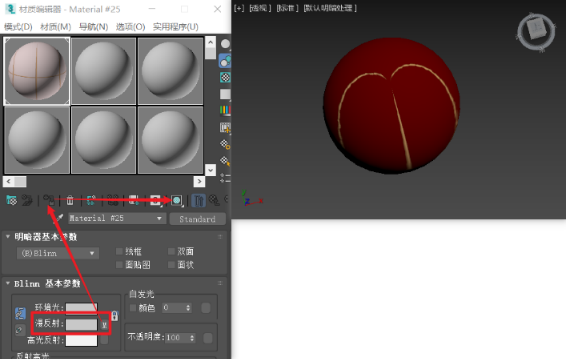 材质编辑器 - Material #25
模式(D) 材质(M) 导航(N) 选项(O) 实用程序(U)
[+] [透视] [标准] [默认明暗处理]
Material #25
Standard
明暗器基本参数
(B)Blinn
线框
双面
面贴图
面状
Blinn 基本参数
环境光:
漫反射:
高光反射:
自发光
颜色 0
不透明度: 100
反射高光